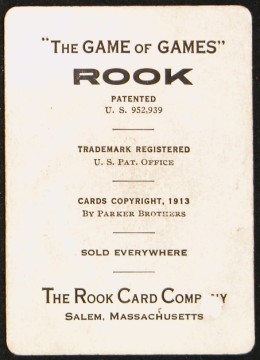 "THE GAME OF GAMES"
ROOK
PATENTED
U. S. 952,939
TRADEMARK REGISTERED
U. S. PAT. OFFICE
CARDS COPYRIGHT, 1913
BY PARKER BROTHERS
SOLD EVERYWHERE
THE ROOK CARD COMPANY
SALEM, MASSACHUSETTS